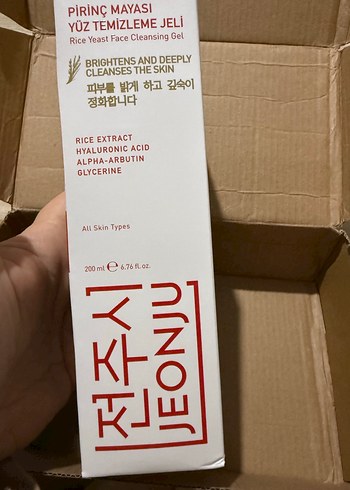 PİRİNÇ MAYASI
YÜZ TEMİZLEME JELİ
Rice Yeast Face Cleansing Gel
BRIGHTENS AND DEEPLY
CLEANSES THE SKIN
피부를 밝게 하고 깊숙이
정화합니다
RICE EXTRACT
HYALURONIC ACID
ALPHA-ARBUTIN
GLYCERINE
All Skin Types
200 ml ℮ 6.76 fl. oz.
전주시
JEONJU